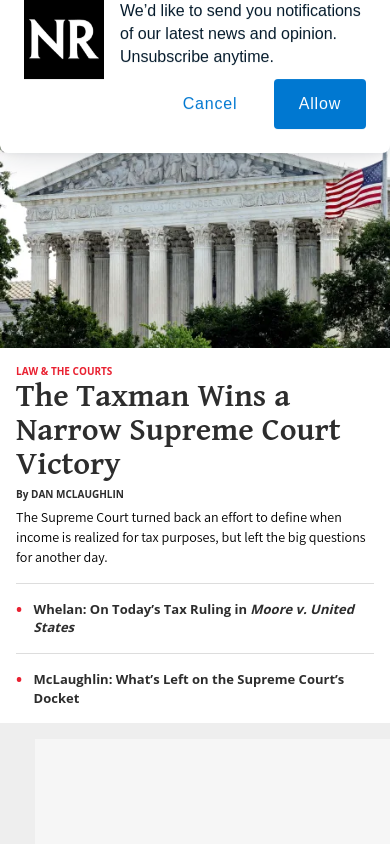 NR
We’d like to send you notifications
of our latest news and opinion.
Unsubscribe anytime.
Cancel
Allow
LAW & THE COURTS
The Taxman Wins a
Narrow Supreme Court
Victory
By DAN MCLAUGHLIN
The Supreme Court turned back an effort to define when
income is realized for tax purposes, but left the big questions
for another day.
• Whelan: On Today’s Tax Ruling in Moore v. United
States
• McLaughlin: What’s Left on the Supreme Court’s
Docket